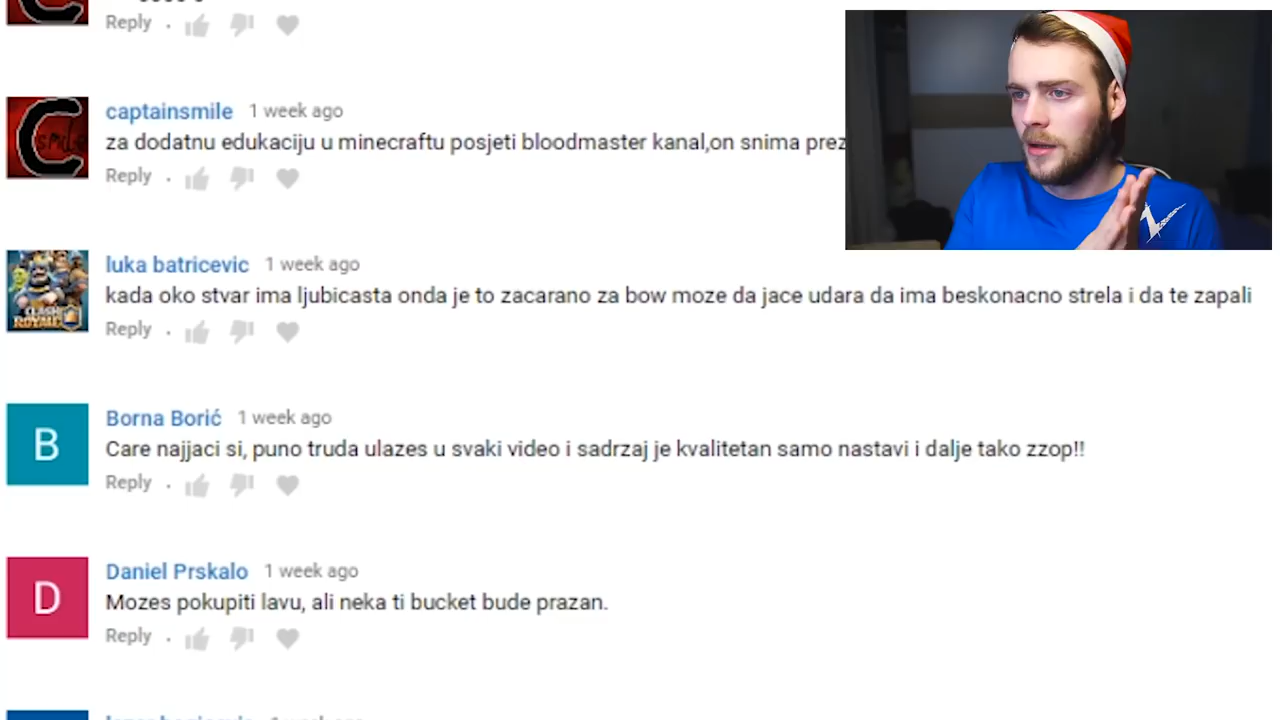 Reply .
captainsmile 1 week ago
za dodatnu edukaciju u minecraftu posjeti bloodmaster kanal,on snima prez
Reply .
luka batricevic 1 week ago
kada oko stvar ima ljubicasta onda je to zacarano za bow moze da jace udara da ima beskonacno strela i da te zapali
Reply .
B
Borna Borić 1 week ago
Care najjaci si, puno truda ulazes u svaki video i sadrzaj je kvalitetan samo nastavi i dalje tako zzop!!
Reply .
D
Daniel Prskalo 1 week ago
Mozes pokupiti lavu, ali neka ti bucket bude prazan.
Reply .